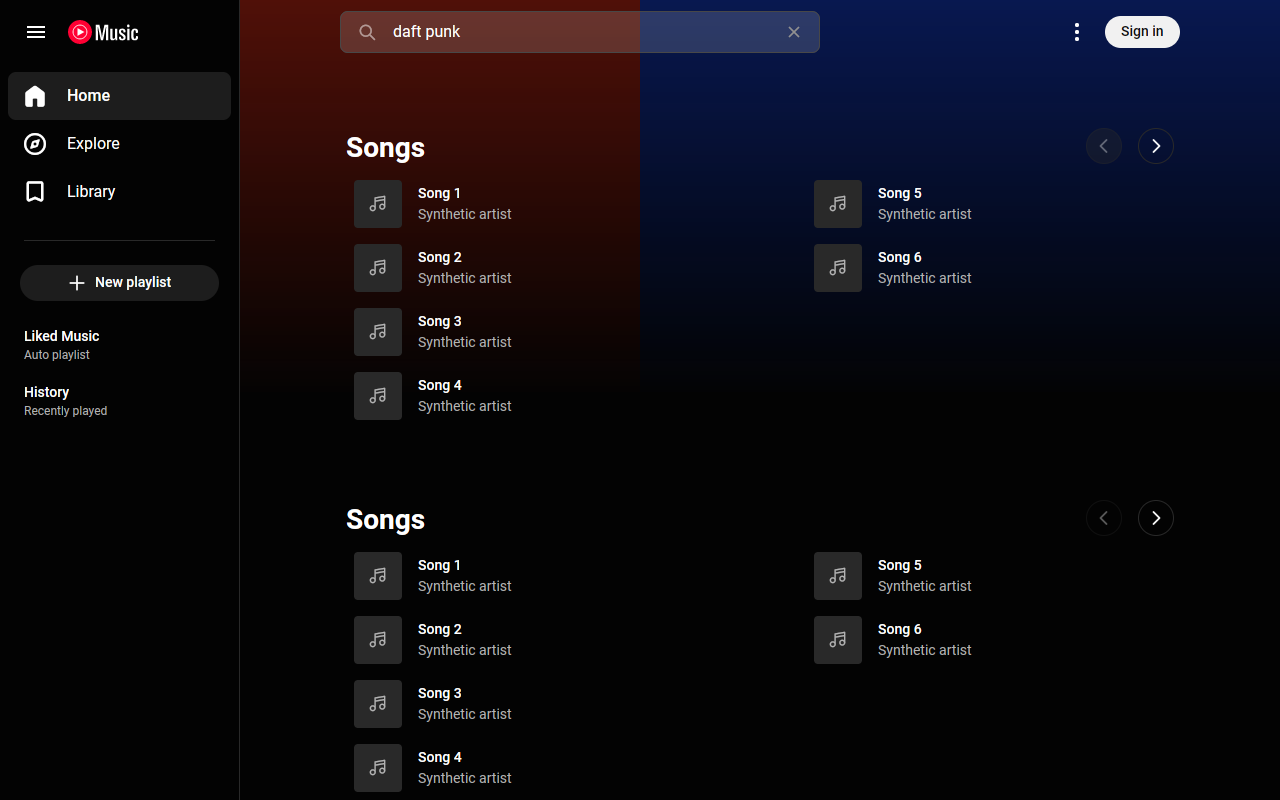 Music
daft punk
Sign in
Home
Explore
Library
New playlist
Liked Music
Auto playlist
History
Recently played
Songs
Song 1
Synthetic artist
Song 2
Synthetic artist
Song 3
Synthetic artist
Song 4
Synthetic artist
Song 5
Synthetic artist
Song 6
Synthetic artist
Songs
Song 1
Synthetic artist
Song 2
Synthetic artist
Song 3
Synthetic artist
Song 4
Synthetic artist
Song 5
Synthetic artist
Song 6
Synthetic artist